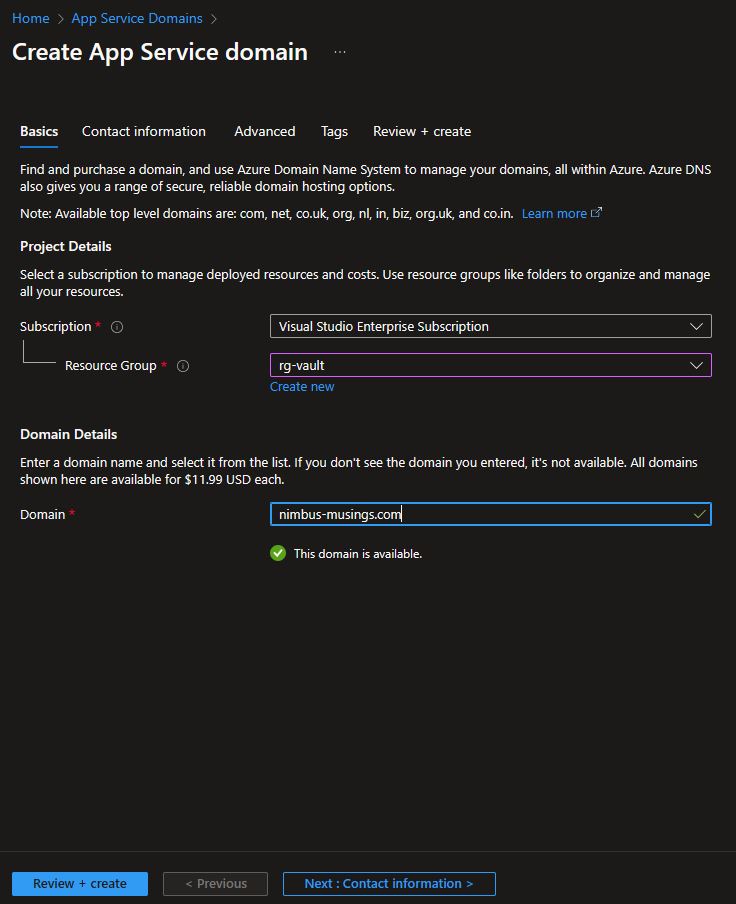 Home > App Service Domains >
Create App Service domain ...
Basics Contact information Advanced Tags Review + create
Find and purchase a domain, and use Azure Domain Name System to manage your domains, all within Azure. Azure DNS
also gives you a range of secure, reliable domain hosting options.
Note: Available top level domains are: com, net, co.uk, org, nl, in, biz, org.uk, and co.in. Learn more
Project Details
Select a subscription to manage deployed resources and costs. Use resource groups like folders to organize and manage
all your resources.
Subscription * Visual Studio Enterprise Subscription
Resource Group * rg-vault
Create new
Domain Details
Enter a domain name and select it from the list. If you don't see the domain you entered, it's not available. All domains
shown here are available for $11.99 USD each.
Domain * nimbus-musings.com
This domain is available.
Review + create < Previous Next : Contact information >